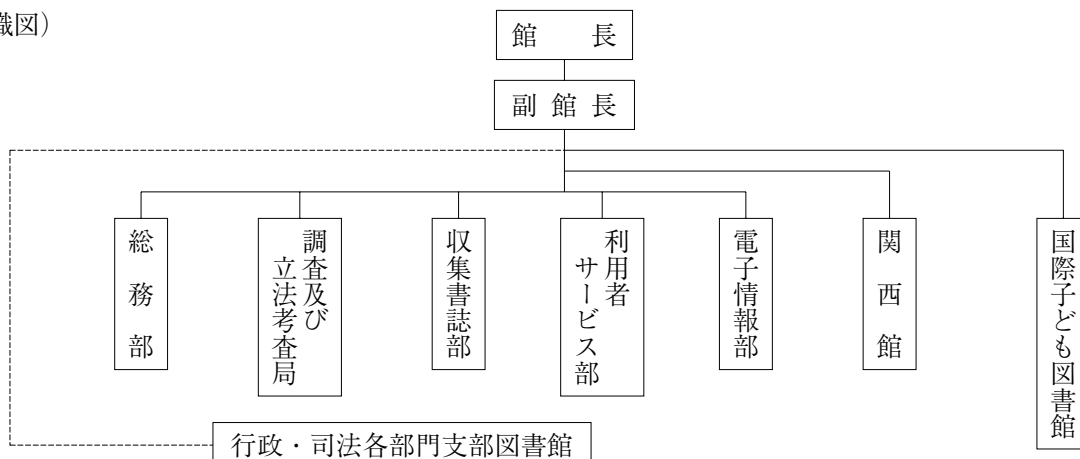 織図）
館長
副館長
総務部
調査及び
立法考査局
収集書誌部
利用者
サービス部
電子情報部
関西館
国際子ども図書館
行政・司法各部門支部図書館